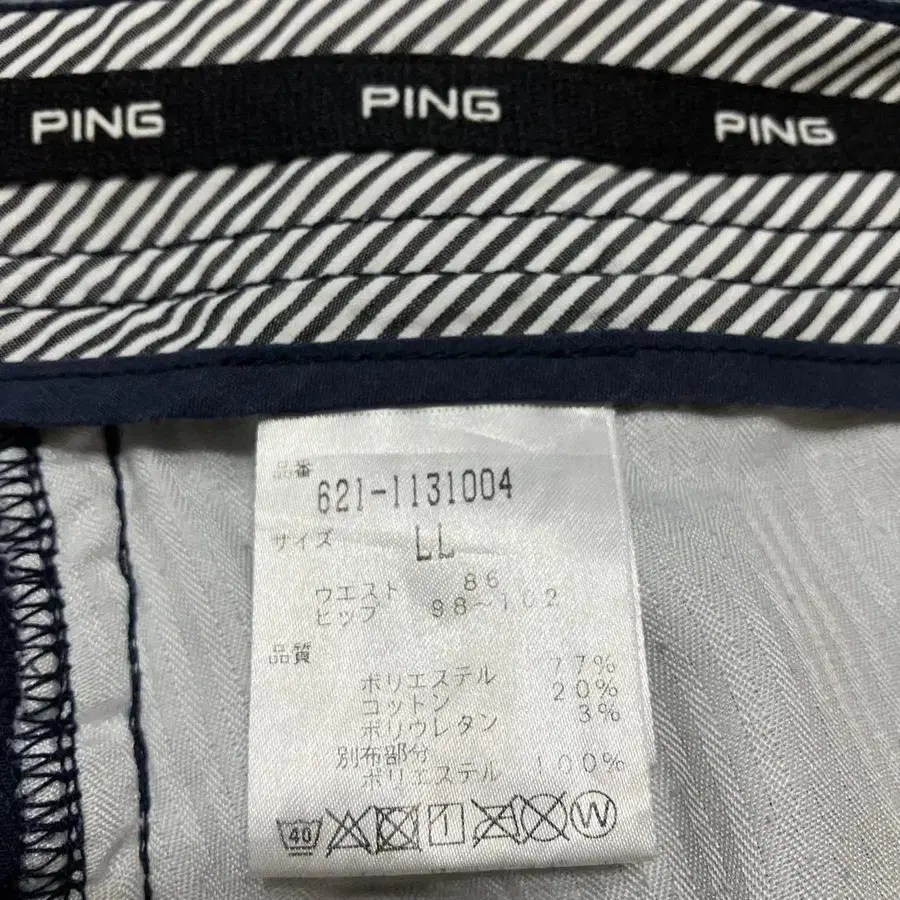 PING PING PING
品番
621-1131004
サイズ LL
ウエスト 86
ヒップ 98~102
品質
ポリエステル 77%
コットン 20%
ポリウレタン 3%
別布部分
ポリエステル 100%
40
W